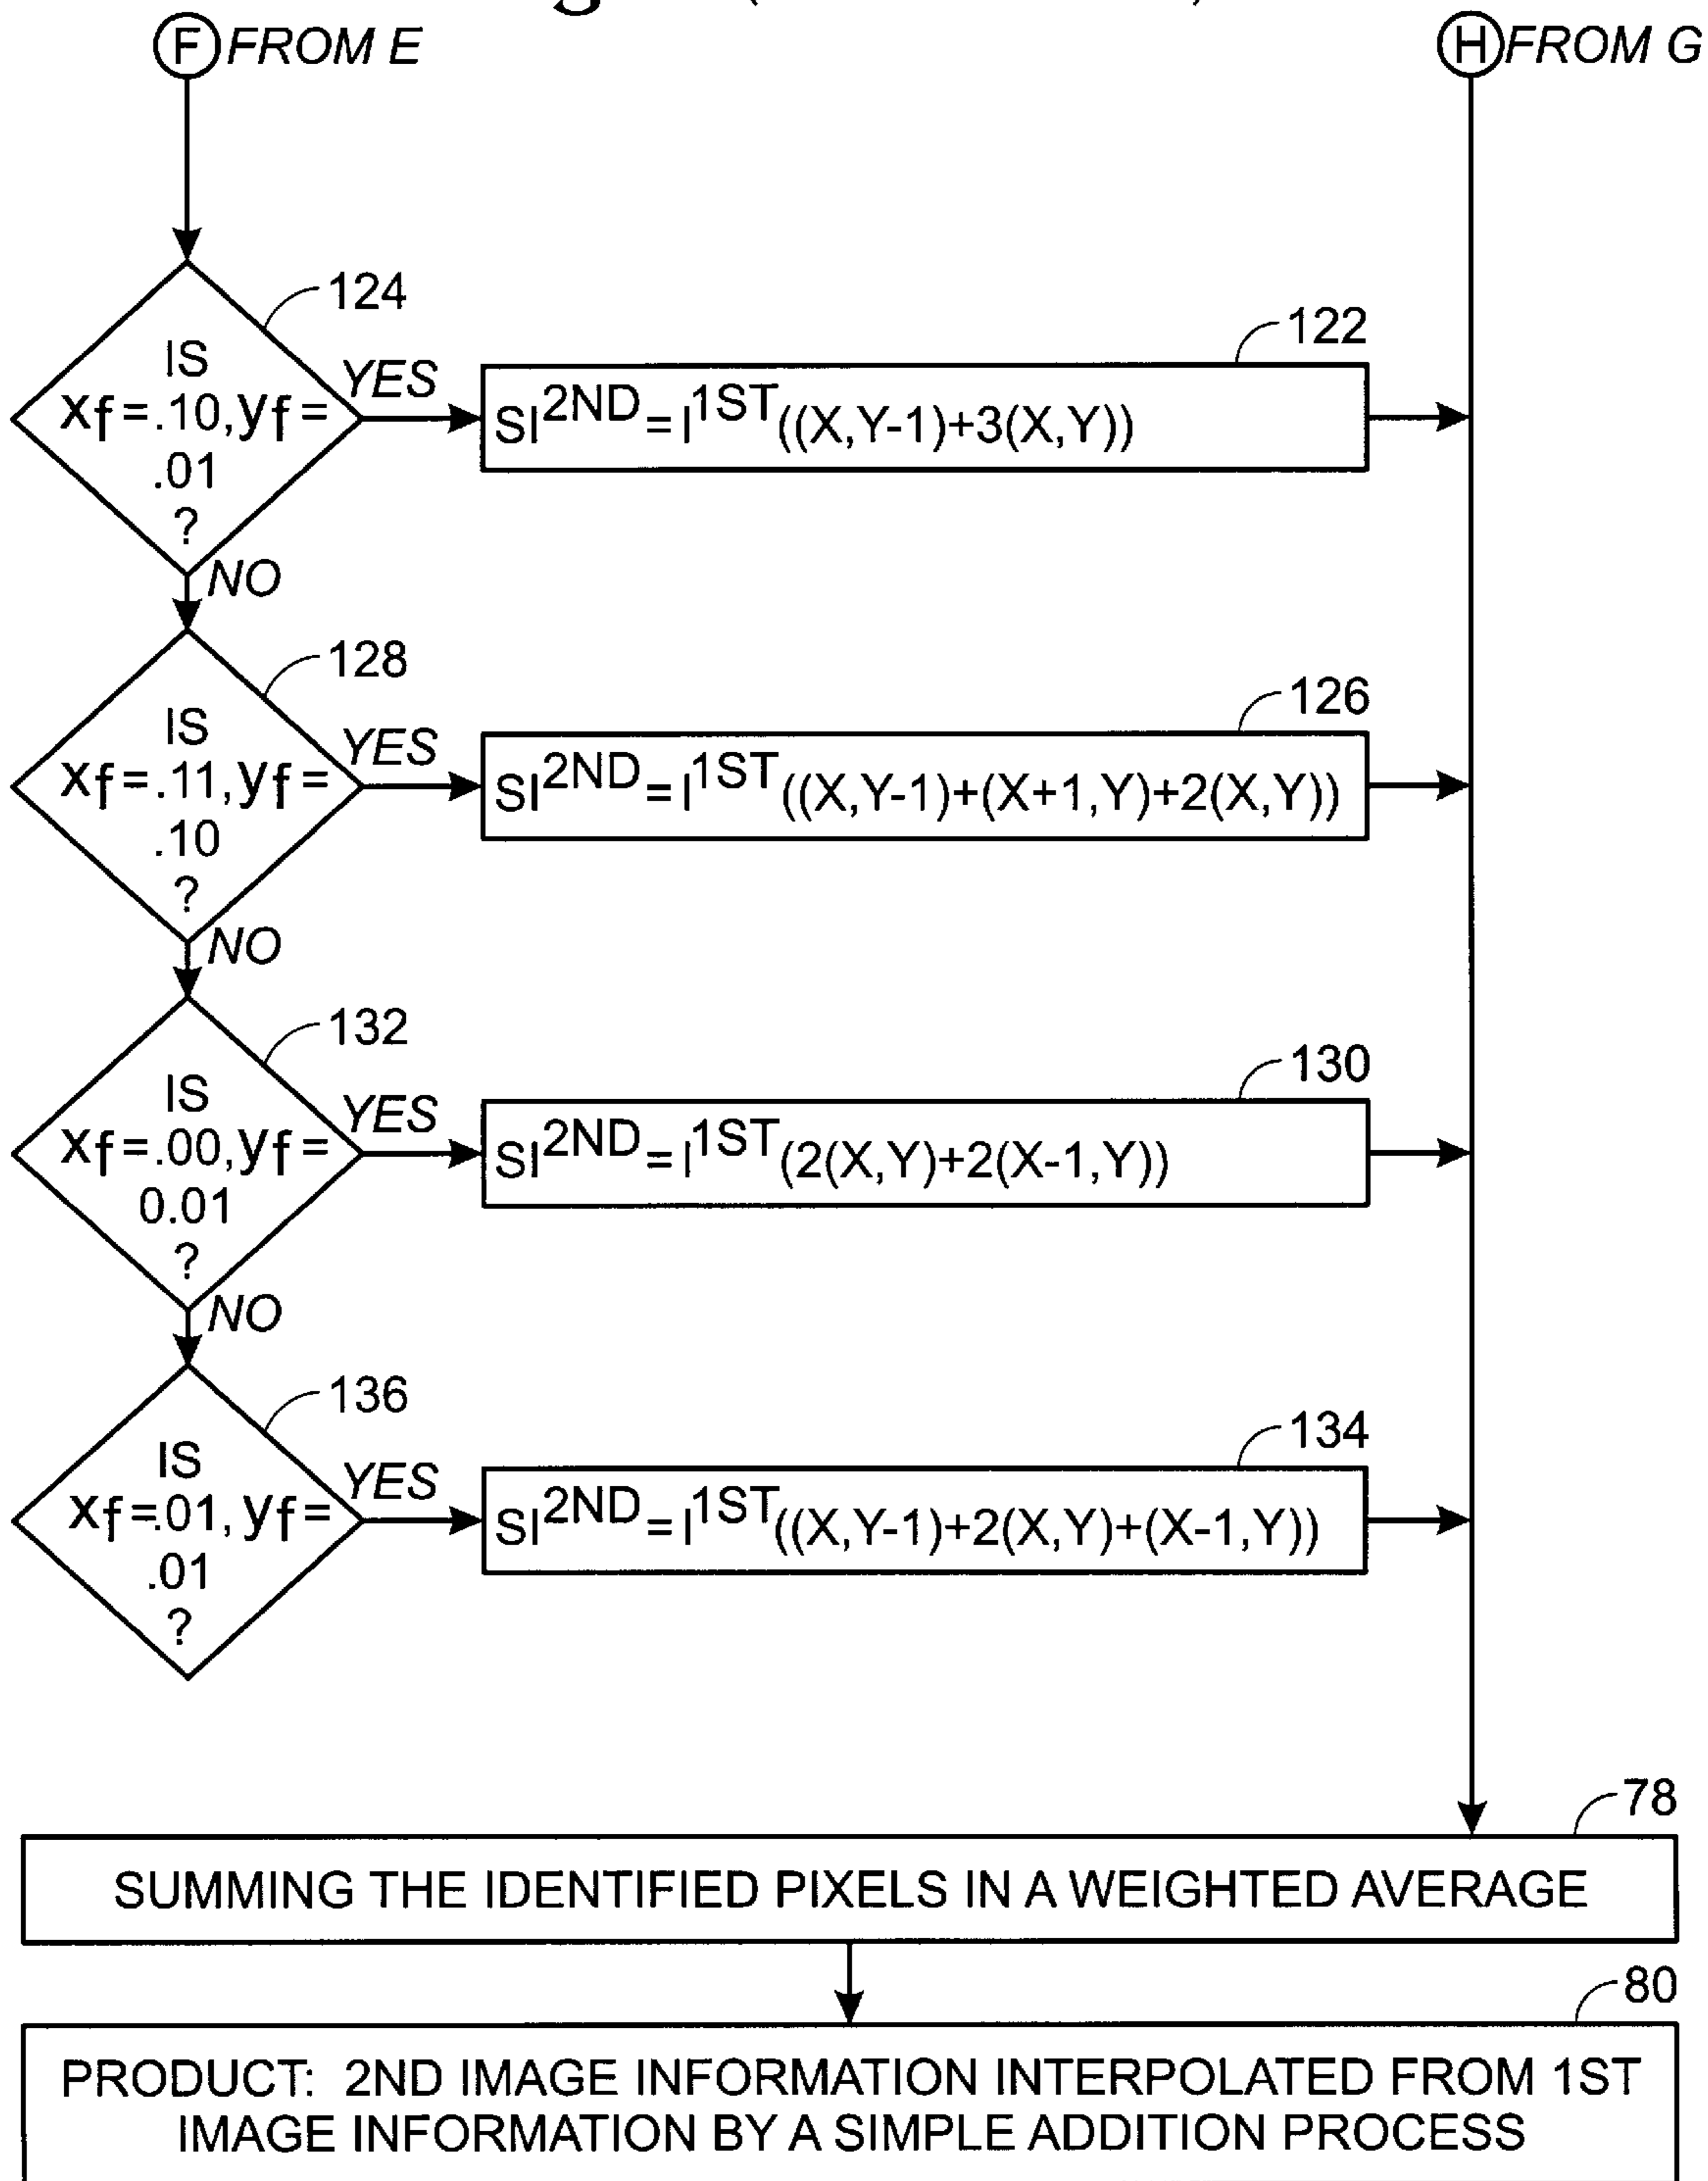 F FROM E
H FROM G
124
IS
xf=.10,yf=
.01
?
YES
122
SI2ND=I1ST((X,Y-1)+3(X,Y))
NO
128
IS
xf=.11,yf=
.10
?
YES
126
SI2ND=I1ST((X,Y-1)+(X+1,Y)+2(X,Y))
NO
132
IS
xf=.00,yf=
0.01
?
YES
130
SI2ND=I1ST(2(X,Y)+2(X-1,Y))
NO
136
IS
xf=.01,yf=
.01
?
YES
134
SI2ND=I1ST((X,Y-1)+2(X,Y)+(X-1,Y))
78
SUMMING THE IDENTIFIED PIXELS IN A WEIGHTED AVERAGE
80
PRODUCT: 2ND IMAGE INFORMATION INTERPOLATED FROM 1ST
IMAGE INFORMATION BY A SIMPLE ADDITION PROCESS